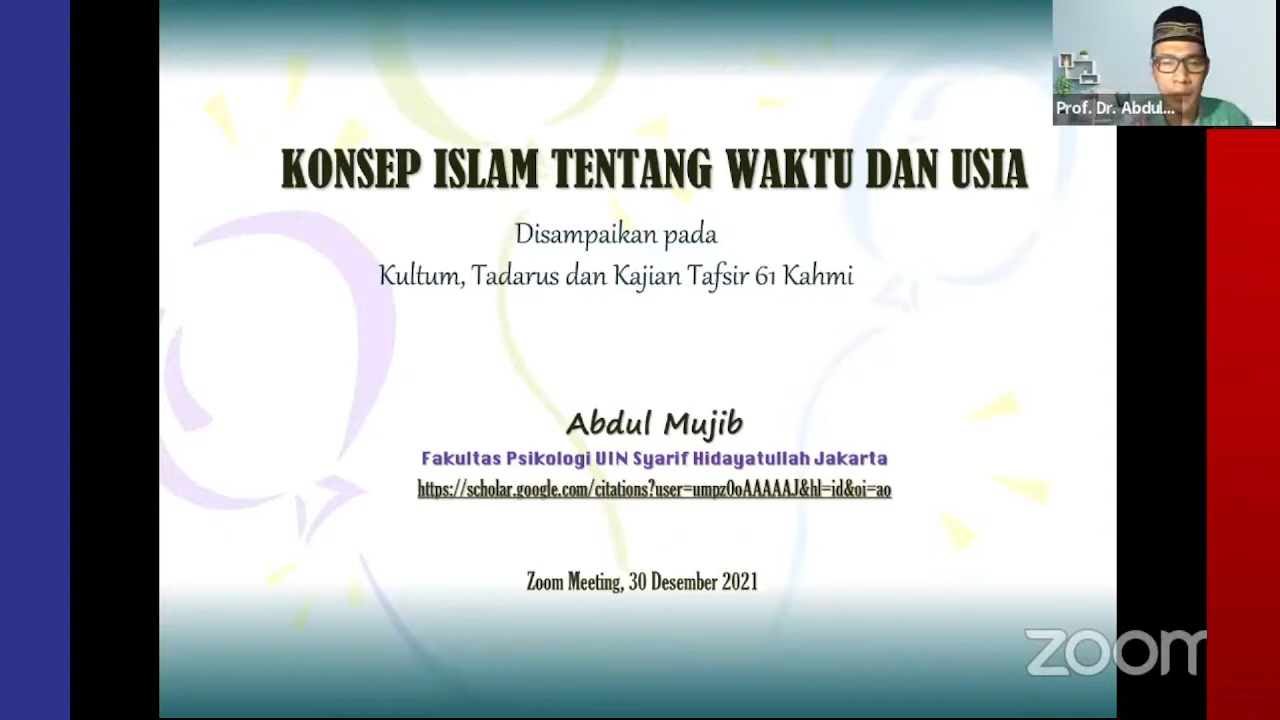 Prof. Dr. Abdul...
KONSEP ISLAM TENTANG WAKTU DAN USIA
Disampaikan pada
Kultum, Tadarus dan Kajian Tafsir 61 Kahmi
Abdul Mujib
Fakultas Psikologi UIN Syarif Hidayatullah Jakarta
https://scholar.google.com/citations?user=umpz0oAAAAAJ&hl=id&oi=ao
Zoom Meeting, 30 Desember 2021
zoom